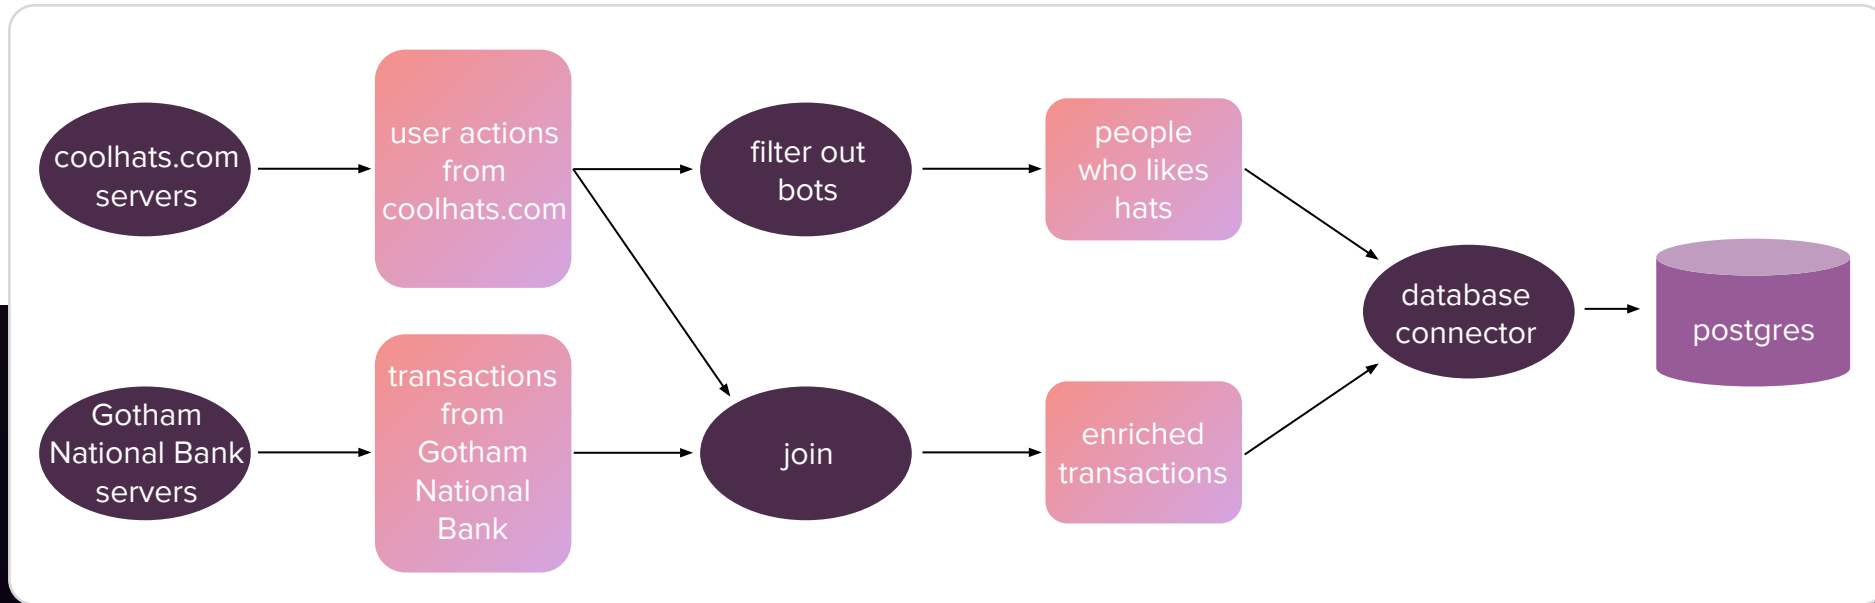 coolhats.com
servers
user actions
from
coolhats.com
filter out
bots
people
who likes
hats
database
connector
postgres
Gotham
National Bank
servers
transactions
from
Gotham
National
Bank
join
enriched
transactions